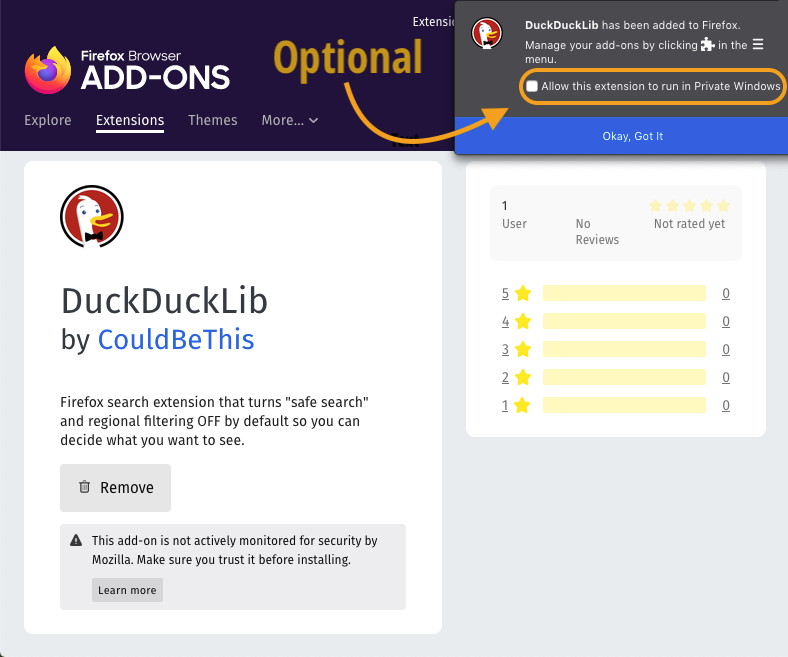 Extensio
Firefox Browser
ADD-ONS
Explore
Extensions
Themes
More...
Optional
Text
DuckDuckLib has been added to Firefox.
Manage your add-ons by clicking in the
menu.
Allow this extension to run in Private Windows
Okay, Got It
DuckDuckLib
by CouldBeThis
Firefox search extension that turns "safe search"
and regional filtering OFF by default so you can
decide what you want to see.
Remove
This add-on is not actively monitored for security by
Mozilla. Make sure you trust it before installing.
Learn more
1
User
No
Reviews
Not rated yet
5 0
4 0
3 0
2 0
1 0